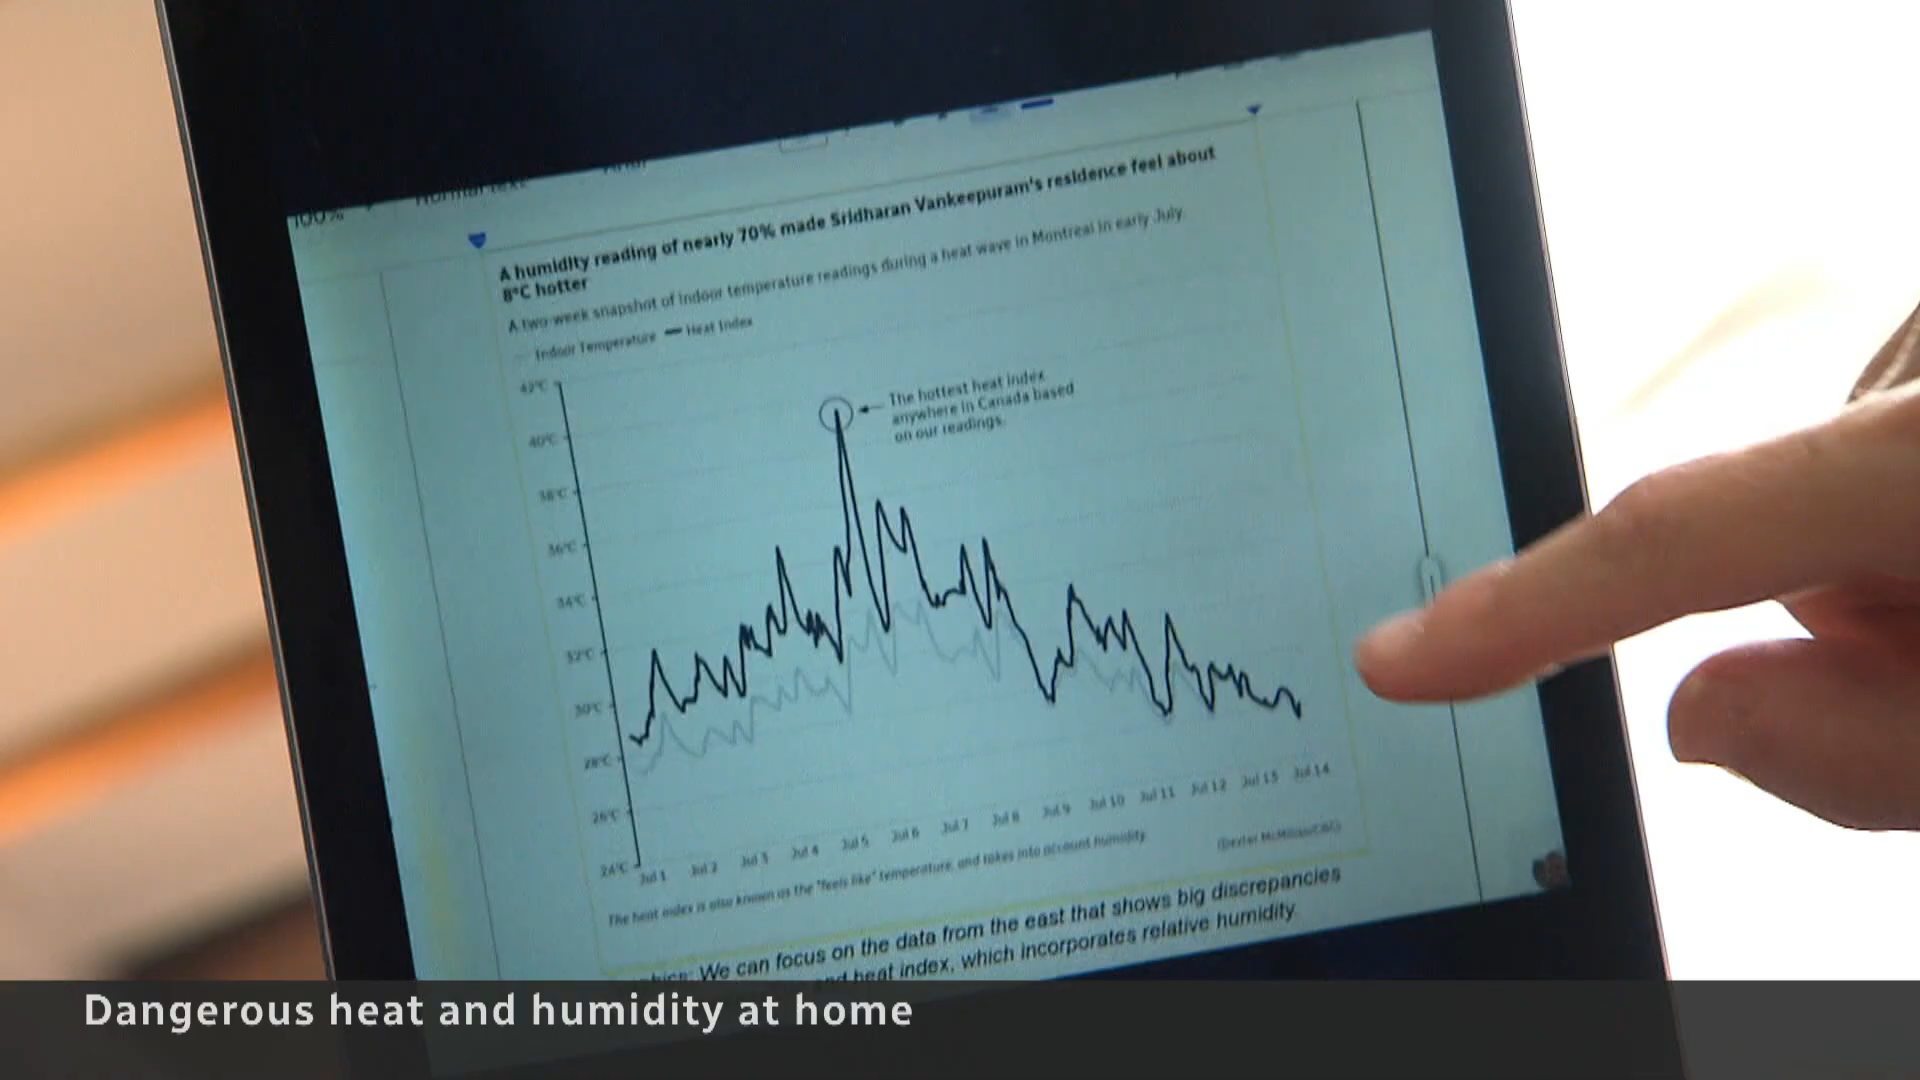 100%
Normal text
Arial
A humidity reading of nearly 70% made Sridharan Vankeepuram's residence feel about
8°C hotter
A two-week snapshot of indoor temperature readings during a heat wave in Montreal in early July.
Indoor Temperature Heat Index
42°C
The hottest heat index
anywhere in Canada based
on our readings.
40°C
38°C
36°C
34°C
32°C
30°C
28°C
26°C
24°C
Jul 1 Jul 2 Jul 3 Jul 4 Jul 5 Jul 6 Jul 7 Jul 8 Jul 9 Jul 10 Jul 11 Jul 12 Jul 13 Jul 14
The heat index is also known as the "feels like" temperature, and takes into account humidity.
(Dexter McMillan/CBC)
We can focus on the data from the east that shows big discrepancies
and heat index, which incorporates relative humidity
Dangerous heat and humidity at home